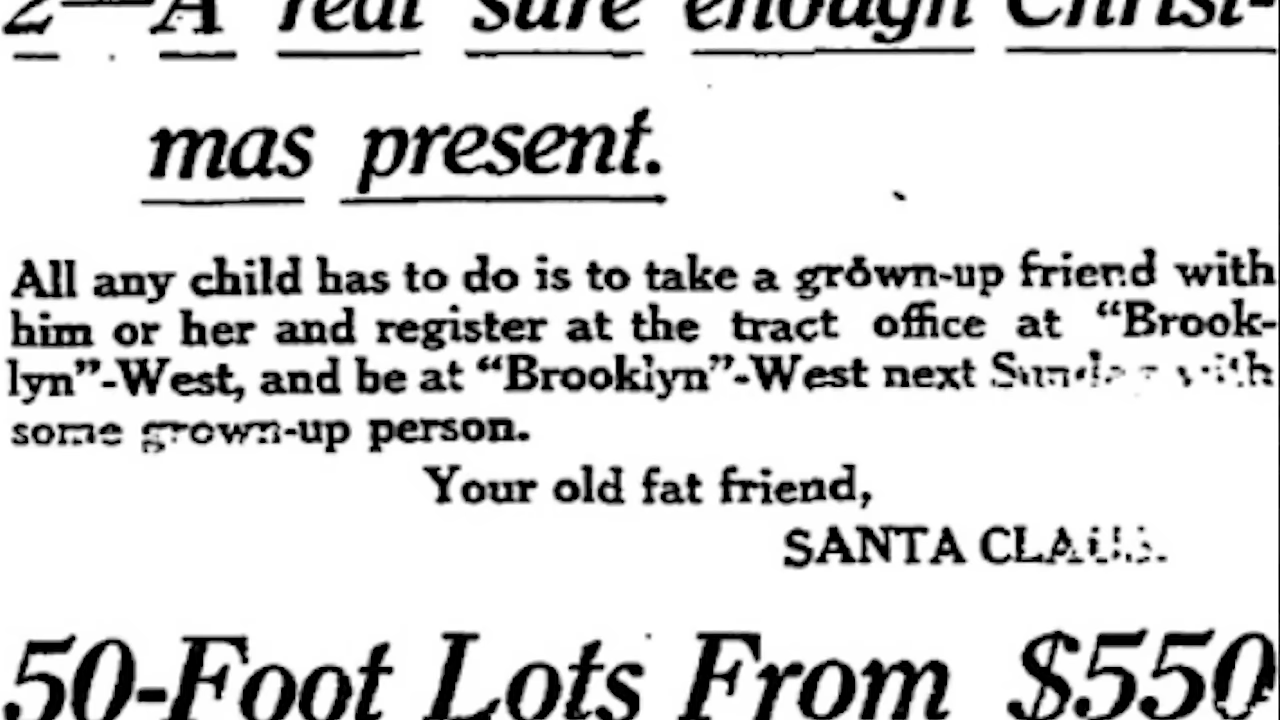 2—A real sure enough Christ-
mas present.
All any child has to do is to take a grown-up friend with
him or her and register at the tract office at “Brook-
lyn”-West, and be at “Brooklyn”-West next Sunday with
some grown-up person.
Your old fat friend,
SANTA CLAUS.
50-Foot Lots From $550